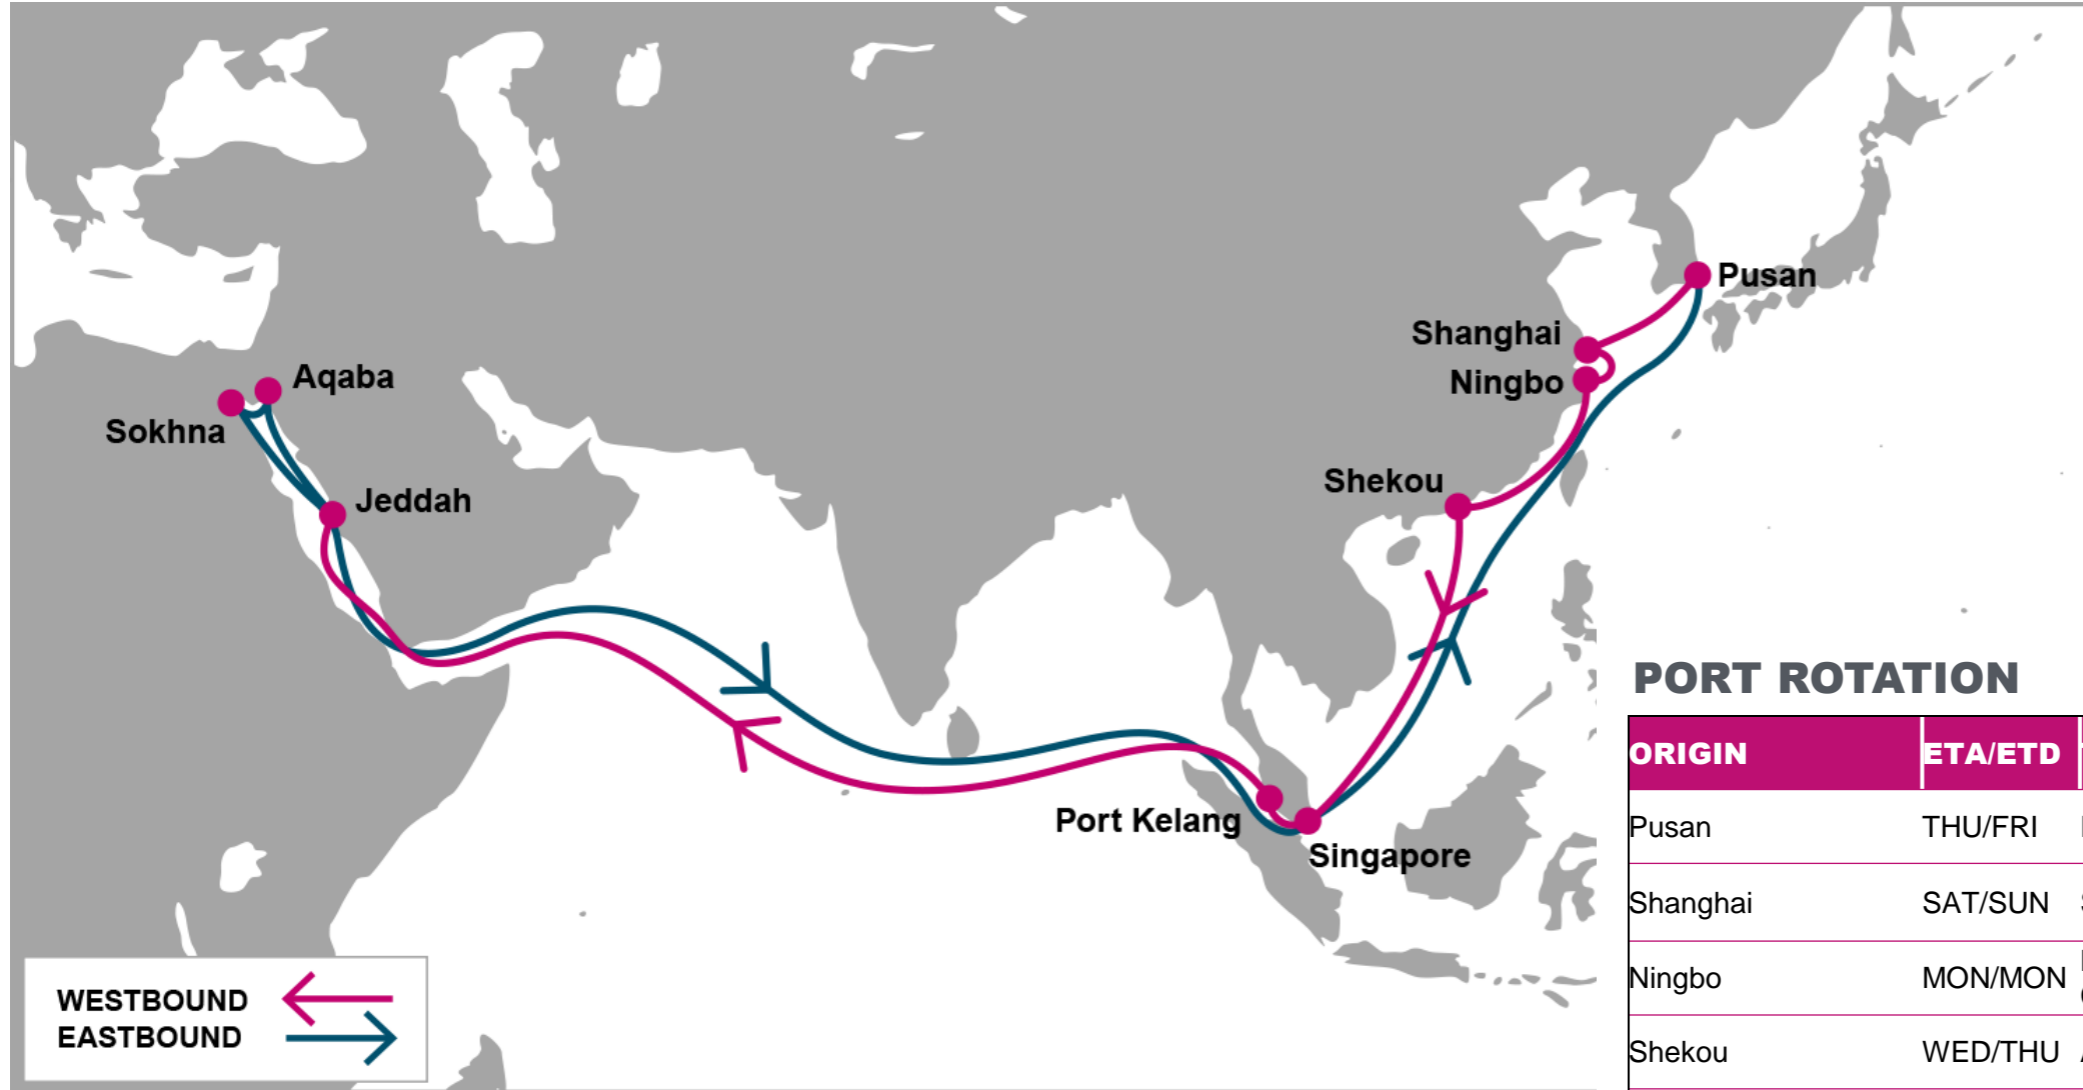 Pusan
Shanghai
Ningbo
Aqaba
Sokhna
Shekou
Jeddah
Port Kelang
Singapore
WESTBOUND
EASTBOUND
PORT ROTATION
ORIGIN ETA/ETD
Pusan THU/FRI
Shanghai SAT/SUN
Ningbo MON/MON
Shekou WED/THU